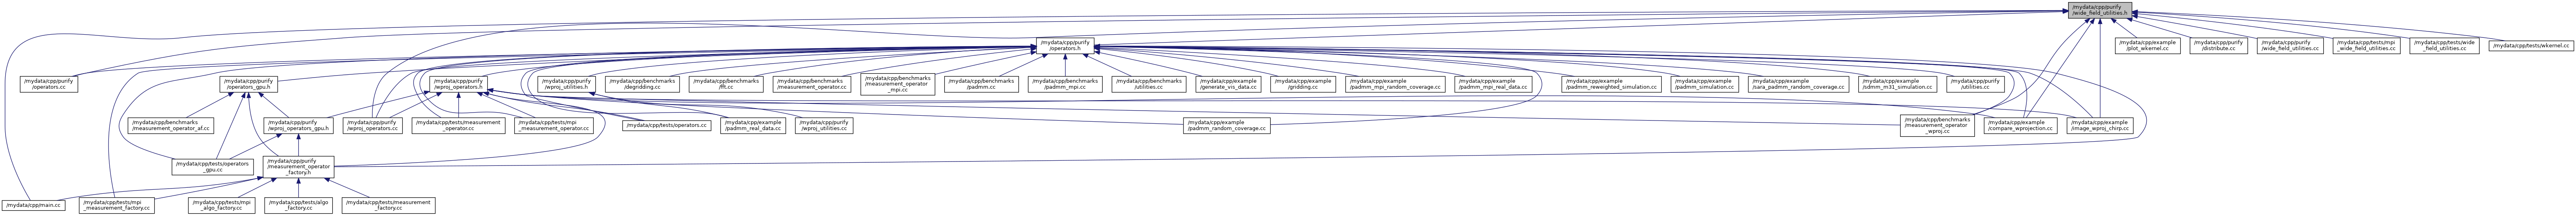 /mydata/cpp/purify
/wide_field_utilities.h
/mydata/cpp/purify
/operators.h
/mydata/cpp/example
/plot_wkernel.cc
/mydata/cpp/purify
/distribute.cc
/mydata/cpp/purify
/wide_field_utilities.cc
/mydata/cpp/tests/mpi
_wide_field_utilities.cc
/mydata/cpp/tests/wide
_field_utilities.cc
/mydata/cpp/tests/wkernel.cc
/mydata/cpp/purify
/operators.cc
/mydata/cpp/purify
/operators_gpu.h
/mydata/cpp/purify
/wproj_operators.h
/mydata/cpp/purify
/wproj_utilities.h
/mydata/cpp/benchmarks
/degridding.cc
/mydata/cpp/benchmarks
/fft.cc
/mydata/cpp/benchmarks
/measurement_operator.cc
/mydata/cpp/benchmarks
/measurement_operator
_mpi.cc
/mydata/cpp/benchmarks
/padmm.cc
/mydata/cpp/benchmarks
/padmm_mpi.cc
/mydata/cpp/benchmarks
/utilities.cc
/mydata/cpp/example
/generate_vis_data.cc
/mydata/cpp/example
/gridding.cc
/mydata/cpp/example
/padmm_mpi_random_coverage.cc
/mydata/cpp/example
/padmm_mpi_real_data.cc
/mydata/cpp/example
/padmm_reweighted_simulation.cc
/mydata/cpp/example
/padmm_simulation.cc
/mydata/cpp/example
/sara_padmm_random_coverage.cc
/mydata/cpp/example
/sdmm_m31_simulation.cc
/mydata/cpp/purify
/utilities.cc
/mydata/cpp/benchmarks
/measurement_operator_af.cc
/mydata/cpp/purify
/wproj_operators_gpu.h
/mydata/cpp/purify
/wproj_operators.cc
/mydata/cpp/tests/measurement
_operator.cc
/mydata/cpp/tests/mpi
_measurement_operator.cc
/mydata/cpp/tests/operators.cc
/mydata/cpp/example
/padmm_real_data.cc
/mydata/cpp/purify
/wproj_utilities.cc
/mydata/cpp/example
/padmm_random_coverage.cc
/mydata/cpp/benchmarks
/measurement_operator
_wproj.cc
/mydata/cpp/example
/compare_wprojection.cc
/mydata/cpp/example
/image_wproj_chirp.cc
/mydata/cpp/tests/operators
_gpu.cc
/mydata/cpp/purify
/measurement_operator
_factory.h
/mydata/cpp/main.cc
/mydata/cpp/tests/mpi
_measurement_factory.cc
/mydata/cpp/tests/mpi
_algo_factory.cc
/mydata/cpp/tests/algo
_factory.cc
/mydata/cpp/tests/measurement
_factory.cc